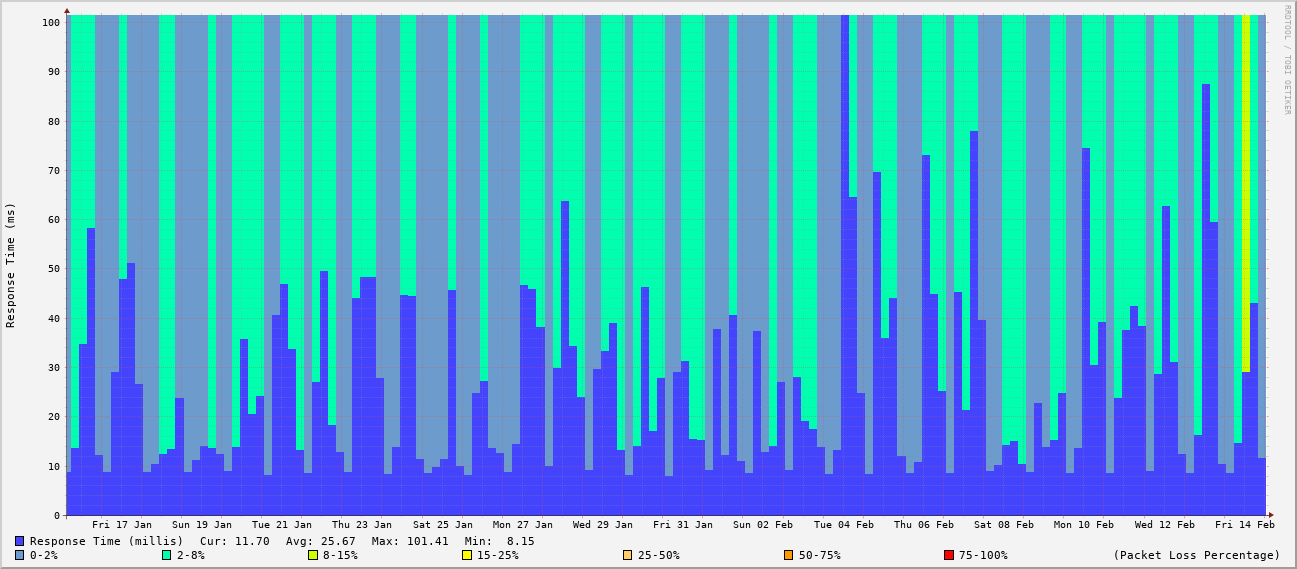 RRDTOOL / TOBI OETIKER
Response Time (ms)
100
90
80
70
60
50
40
30
20
10
0
Fri 17 Jan Sun 19 Jan Tue 21 Jan Thu 23 Jan Sat 25 Jan Mon 27 Jan Wed 29 Jan Fri 31 Jan Sun 02 Feb Tue 04 Feb Thu 06 Feb Sat 08 Feb Mon 10 Feb Wed 12 Feb Fri 14 Feb
Response Time (millis) Cur: 11.70 Avg: 25.67 Max: 101.41 Min: 8.15
0-2% 2-8% 8-15% 15-25% 25-50% 50-75% 75-100% (Packet Loss Percentage)